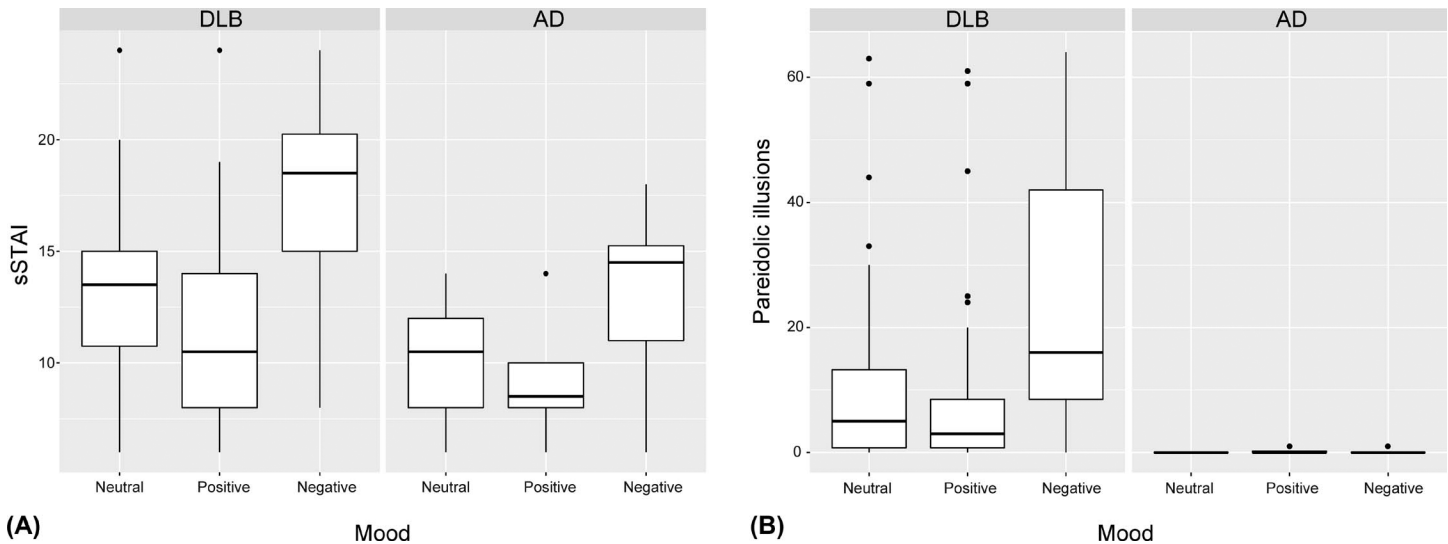 DLB AD
sSTAI
20
15
10
Neutral Positive Negative Neutral Positive Negative
(A) Mood
DLB AD
Pareidolic illusions
60
40
20
0
Neutral Positive Negative Neutral Positive Negative
(B) Mood